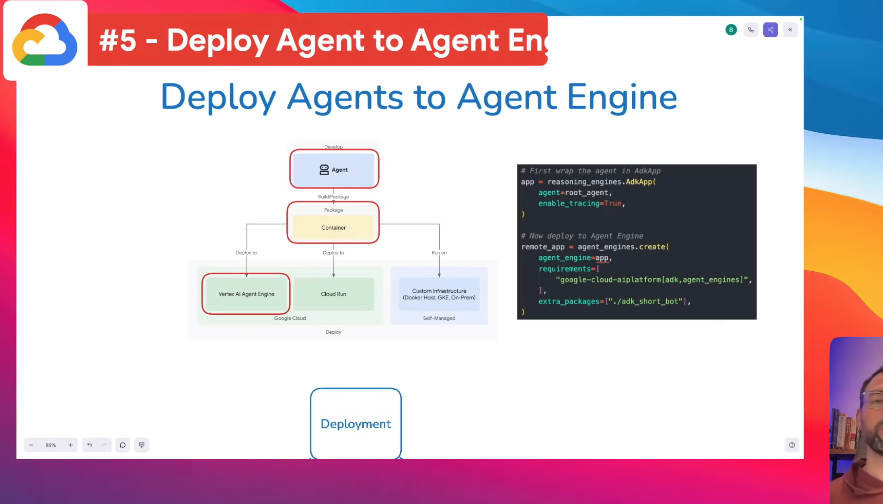 #5 - Deploy Agent to Agent Eng
B
Deploy Agents to Agent Engine
Develop
Agent
Build/Package
Package
Container
Deploy to
Deploy to
Run on
Vertex AI Agent Engine
Cloud Run
Custom Infrastructure
(Docker Host, GKE, On-Prem)
Google Cloud
Self-Managed
Deploy
# First wrap the agent in AdkApp
app = reasoning_engines.AdkApp(
agent=root_agent,
enable_tracing=True,
)
# Now deploy to Agent Engine
remote_app = agent_engines.create(
agent_engine=app,
requirements=[
"google-cloud-aiplatform[adk,agent_engines]",
],
extra_packages=["./adk_short_bot"],
)
Deployment
85%